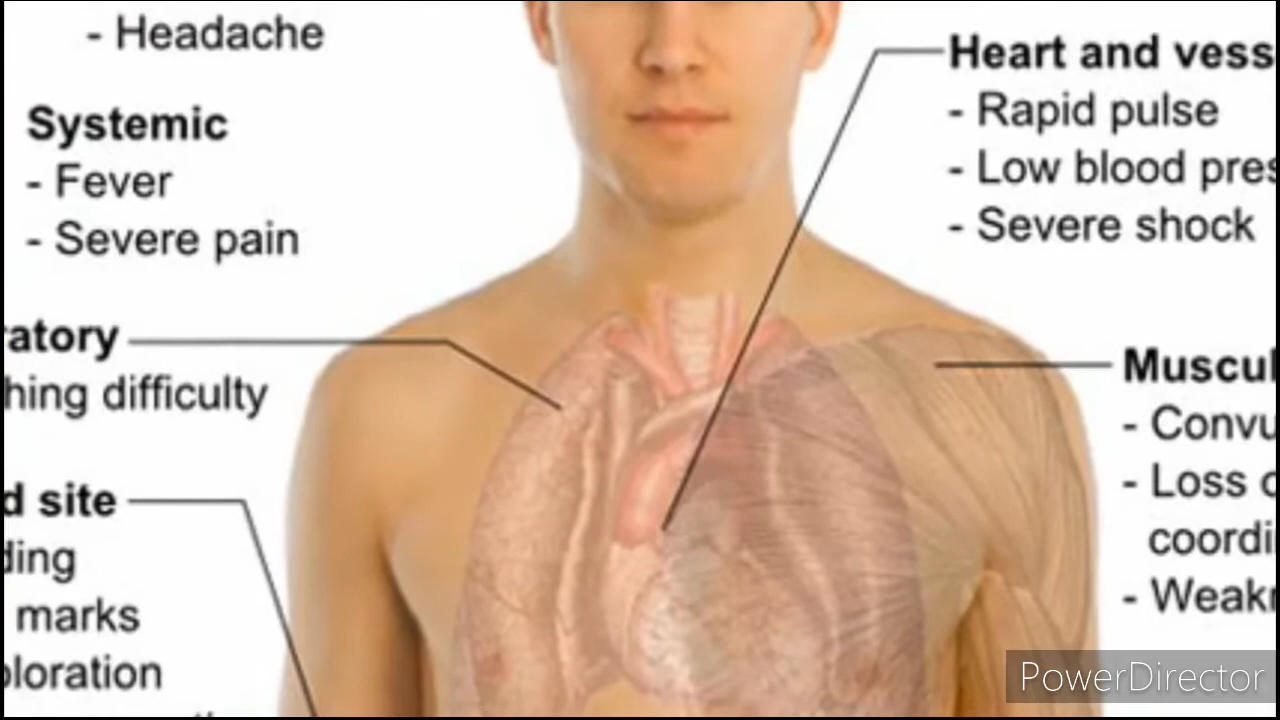 - Headache
Systemic
- Fever
- Severe pain
ratory
hing difficulty
d site
ding
marks
loration
Heart and vess
- Rapid pulse
- Low blood pres
- Severe shock
Muscul
- Convu
- Loss
coordi
- Weak
PowerDirector